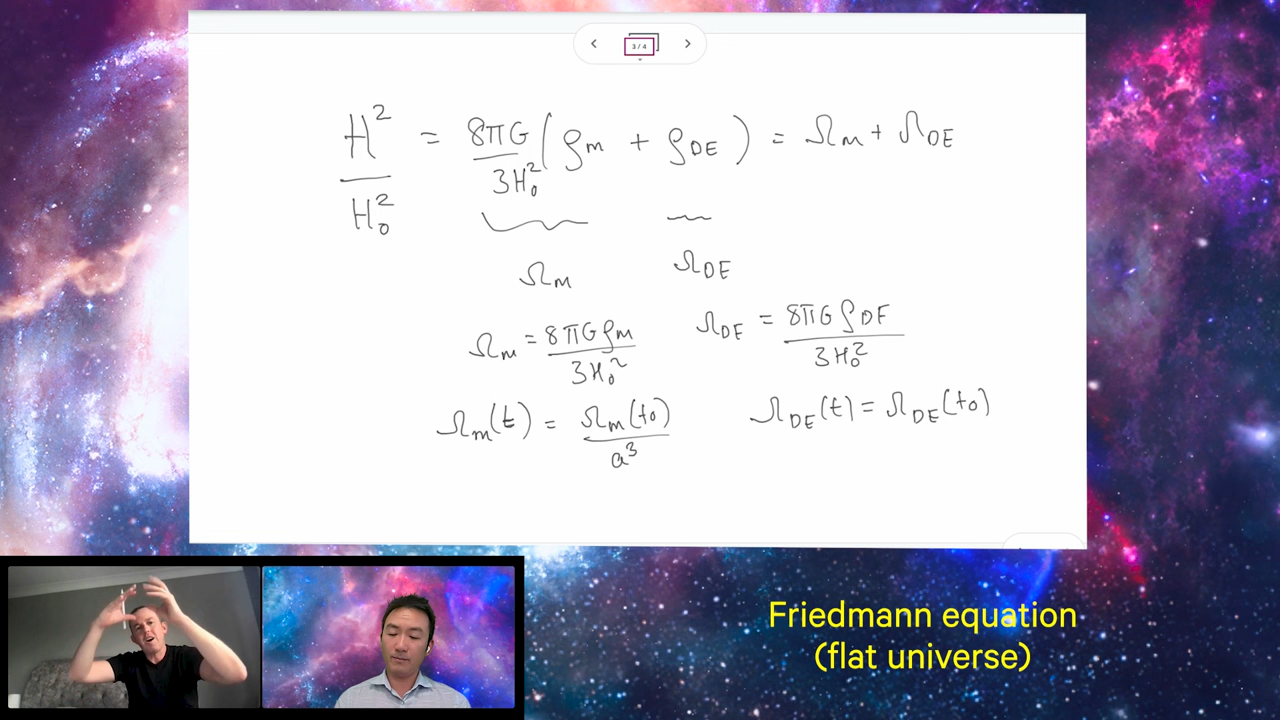 3 / 4
H²/H₀² = 8πG/3H₀² (ρm + ρDE) = Ωm + ΩDE
Ωm ΩDE
Ωm = 8πGρm/3H₀² ΩDE = 8πGρDE/3H₀²
Ωm(t) = Ωm(t₀)/a³ ΩDE(t) = ΩDE(t₀)
Friedmann equation
(flat universe)